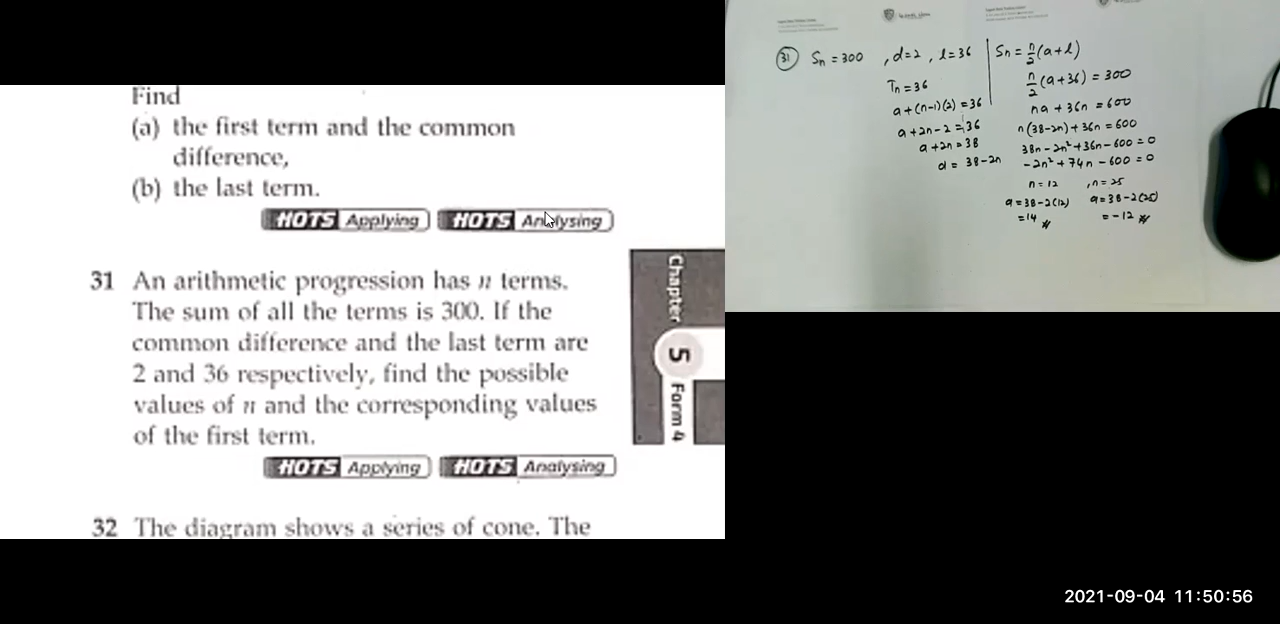 Find
(a) the first term and the common
difference,
(b) the last term.
HOTS Applying HOTS Analysing
31 An arithmetic progression has n terms.
The sum of all the terms is 300. If the
common difference and the last term are
2 and 36 respectively, find the possible
values of n and the corresponding values
of the first term.
HOTS Applying HOTS Analysing
32 The diagram shows a series of cone. The
Chapter 5 Form 4
31 Sn = 300 , d=2 , l=36
Tn = 36
a+(n-1)(2) = 36
a+2n-2 = 36
a+2n = 38
a = 38-2n
Sn = n/2 (a+l)
n/2 (a+36) = 300
na + 36n = 600
n(38-2n)+36n = 600
38n-2n²+36n-600=0
-2n²+74n-600=0
n=12 , n=25
a=38-2(12) a=38-2(25)
=14 =-12
2021-09-04 11:50:56